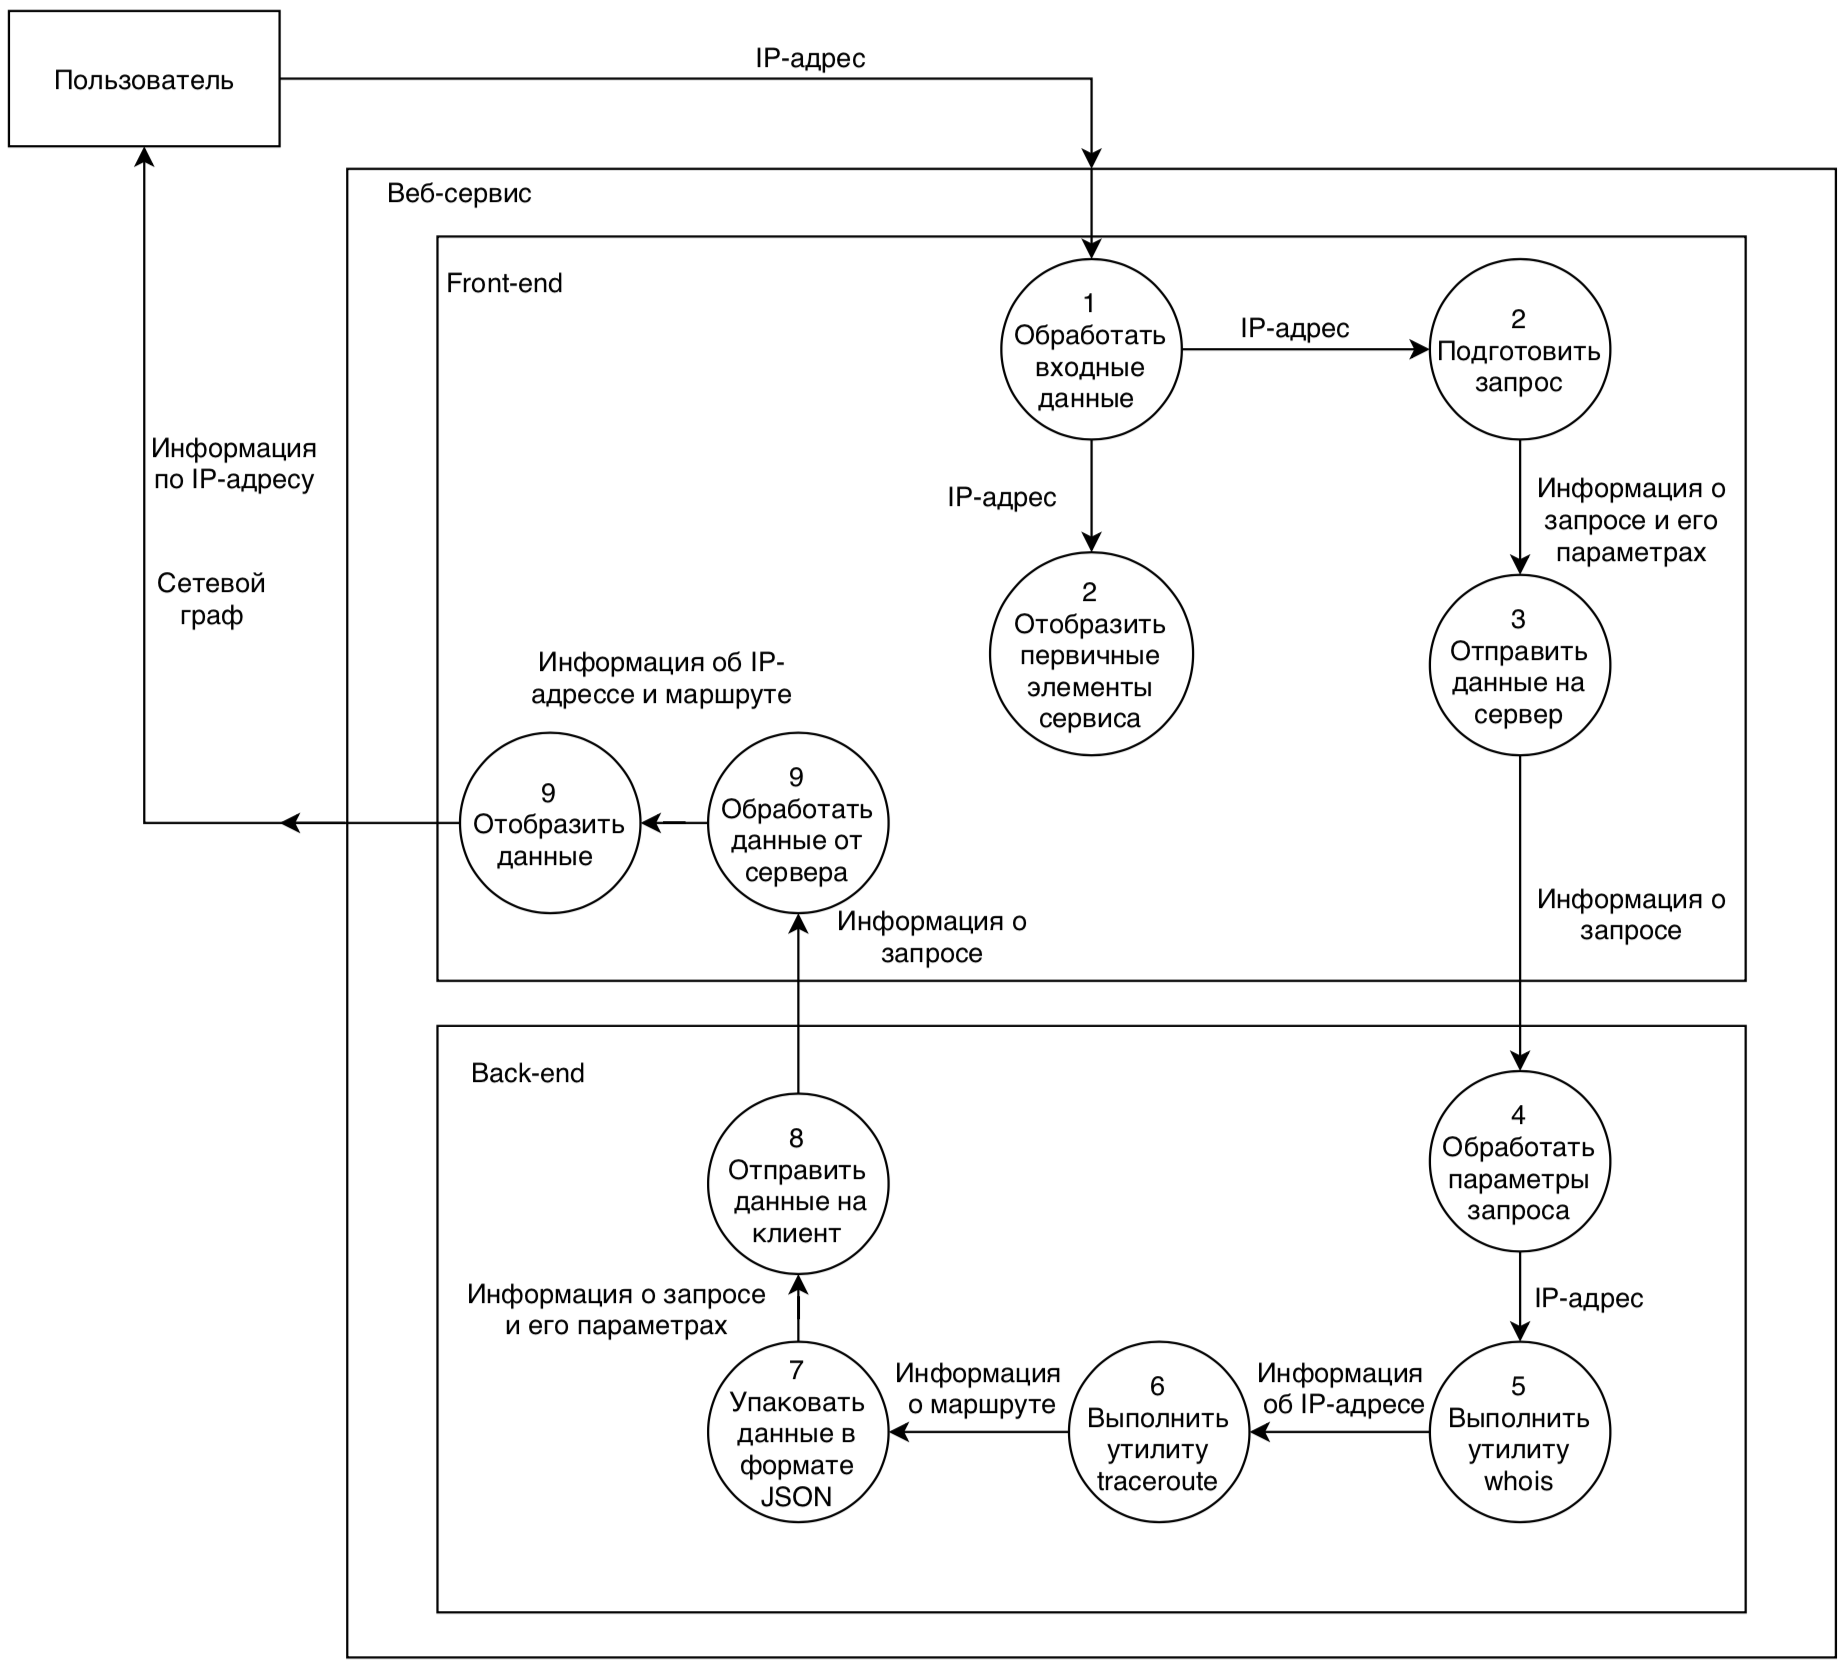 Пользователь
IP-адрес
Веб-сервис
Front-end
1
Обработать
входные
данные
IP-адрес
2
Подготовить
запрос
Информация
по IP-адресу
IP-адрес
Информация о
запросе и его
параметрах
Сетевой
граф
2
Отобразить
первичные
элементы
сервиса
3
Отправить
данные на
сервер
Информация об IP-
адрессе и маршруте
9
Отобразить
данные
9
Обработать
данные от
сервера
Информация о
запросе
Информация о
запросе
Back-end
8
Отправить
данные на
клиент
4
Обработать
параметры
запроса
Информация о запросе
и его параметрах
IP-адрес
7
Упаковать
данные в
формате
JSON
Информация
о маршруте
6
Выполнить
утилиту
traceroute
Информация
об IP-адресе
5
Выполнить
утилиту
whois